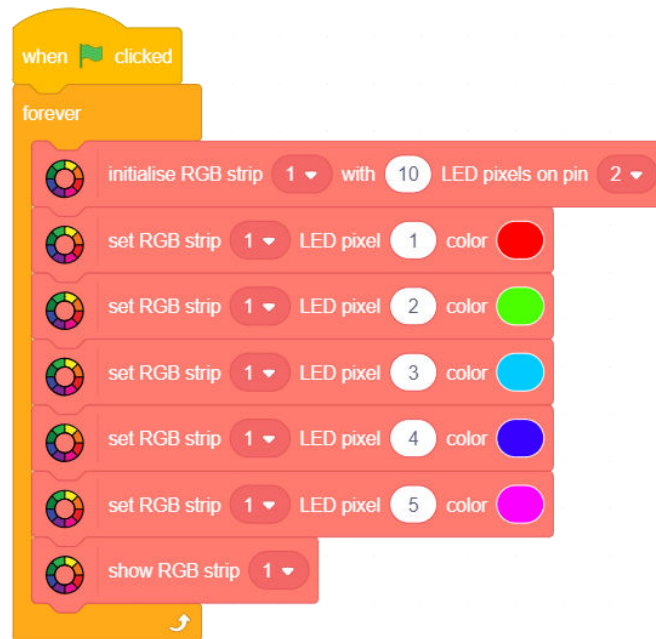 when clicked
forever
initialise RGB strip 1 with 10 LED pixels on pin 2
set RGB strip 1 LED pixel 1 color
set RGB strip 1 LED pixel 2 color
set RGB strip 1 LED pixel 3 color
set RGB strip 1 LED pixel 4 color
set RGB strip 1 LED pixel 5 color
show RGB strip 1